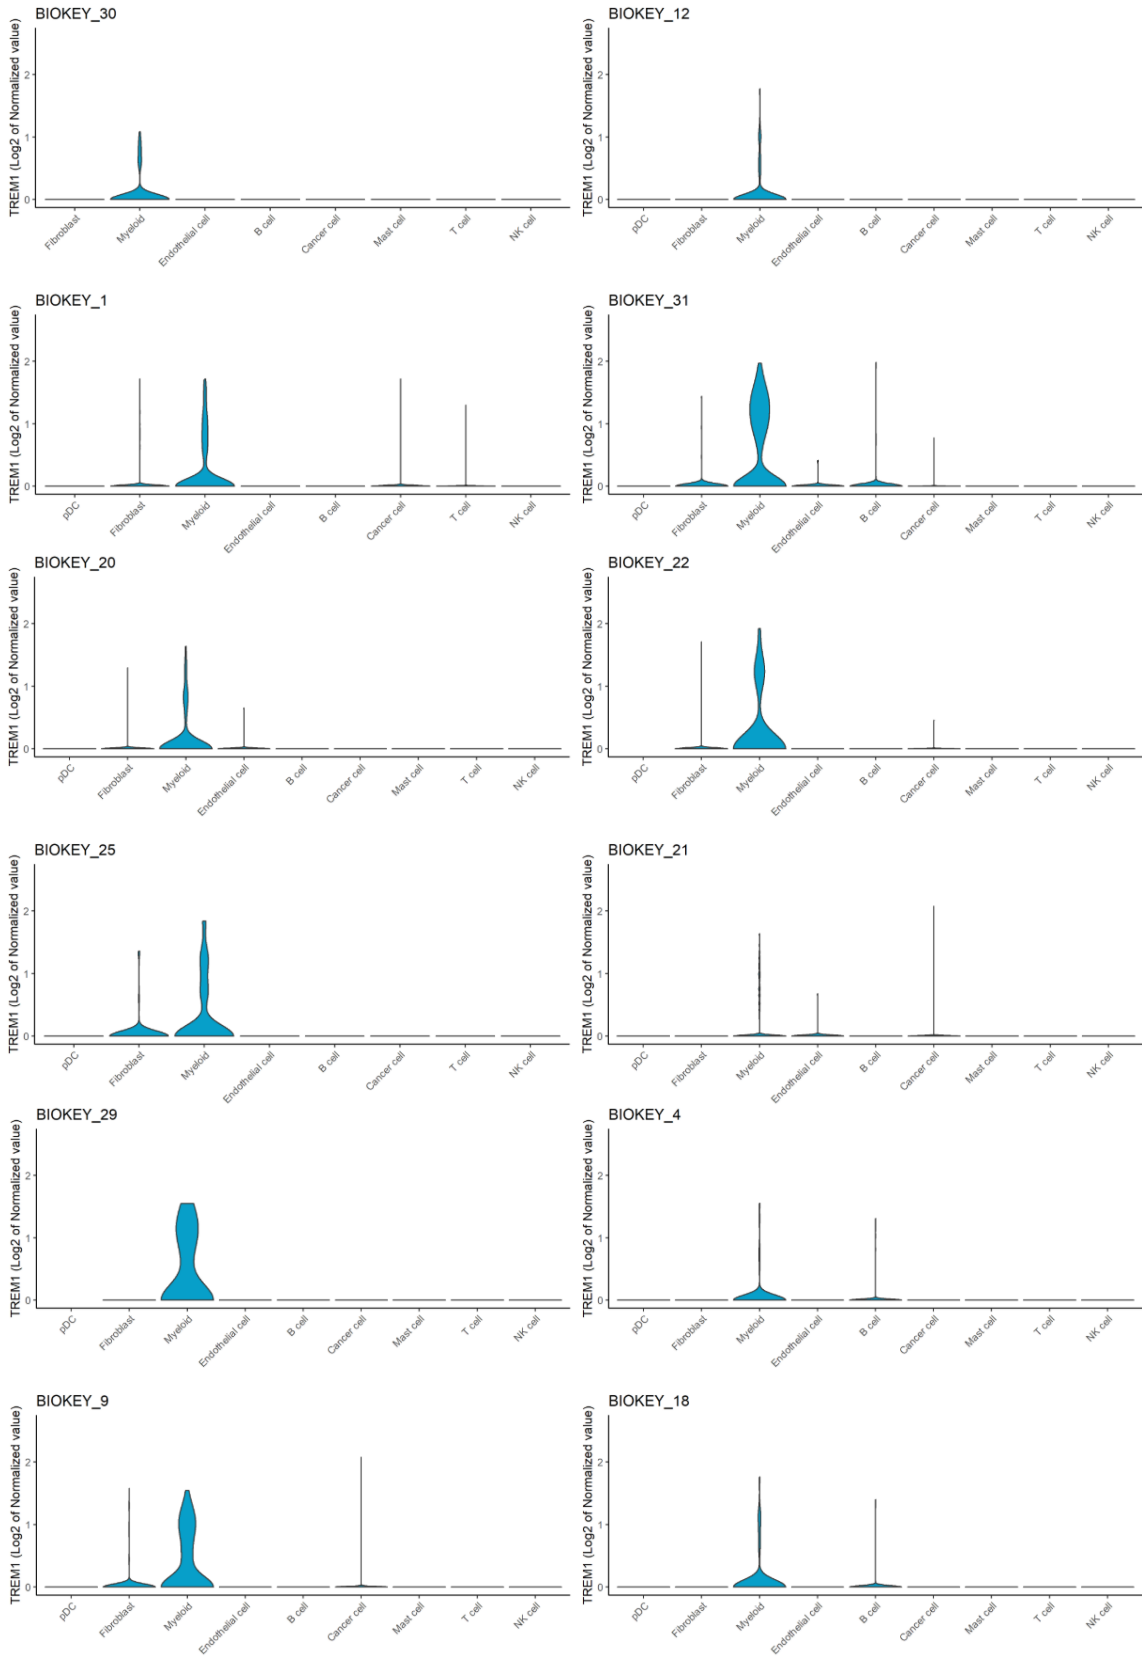 BIOKEY_30
TREM1 (Log2 of Normalized value)
2
1
0
Fibroblast Myeloid Endothelial cell B cell Cancer cell Mast cell T cell NK cell
BIOKEY_12
TREM1 (Log2 of Normalized value)
2
1
0
pDC Fibroblast Myeloid Endothelial cell B cell Cancer cell Mast cell T cell NK cell
BIOKEY_1
TREM1 (Log2 of Normalized value)
2
1
0
pDC Fibroblast Myeloid Endothelial cell B cell Cancer cell T cell NK cell
BIOKEY_31
TREM1 (Log2 of Normalized value)
2
1
0
pDC Fibroblast Myeloid Endothelial cell B cell Cancer cell Mast cell T cell NK cell
BIOKEY_20
TREM1 (Log2 of Normalized value)
2
1
0
pDC Fibroblast Myeloid Endothelial cell B cell Cancer cell Mast cell T cell NK cell
BIOKEY_22
TREM1 (Log2 of Normalized value)
2
1
0
pDC Fibroblast Myeloid Endothelial cell B cell Cancer cell Mast cell T cell NK cell
BIOKEY_25
TREM1 (Log2 of Normalized value)
2
1
0
pDC Fibroblast Myeloid Endothelial cell B cell Cancer cell T cell NK cell
BIOKEY_21
TREM1 (Log2 of Normalized value)
2
1
0
pDC Fibroblast Myeloid Endothelial cell B cell Cancer cell Mast cell T cell NK cell
BIOKEY_29
TREM1 (Log2 of Normalized value)
2
1
0
pDC Fibroblast Myeloid Endothelial cell B cell Cancer cell Mast cell T cell NK cell
BIOKEY_4
TREM1 (Log2 of Normalized value)
2
1
0
pDC Fibroblast Myeloid Endothelial cell B cell Cancer cell Mast cell T cell NK cell
BIOKEY_9
TREM1 (Log2 of Normalized value)
2
1
0
pDC Fibroblast Myeloid Endothelial cell B cell Cancer cell Mast cell T cell NK cell
BIOKEY_18
TREM1 (Log2 of Normalized value)
2
1
0
pDC Fibroblast Myeloid Endothelial cell B cell Cancer cell Mast cell T cell NK cell